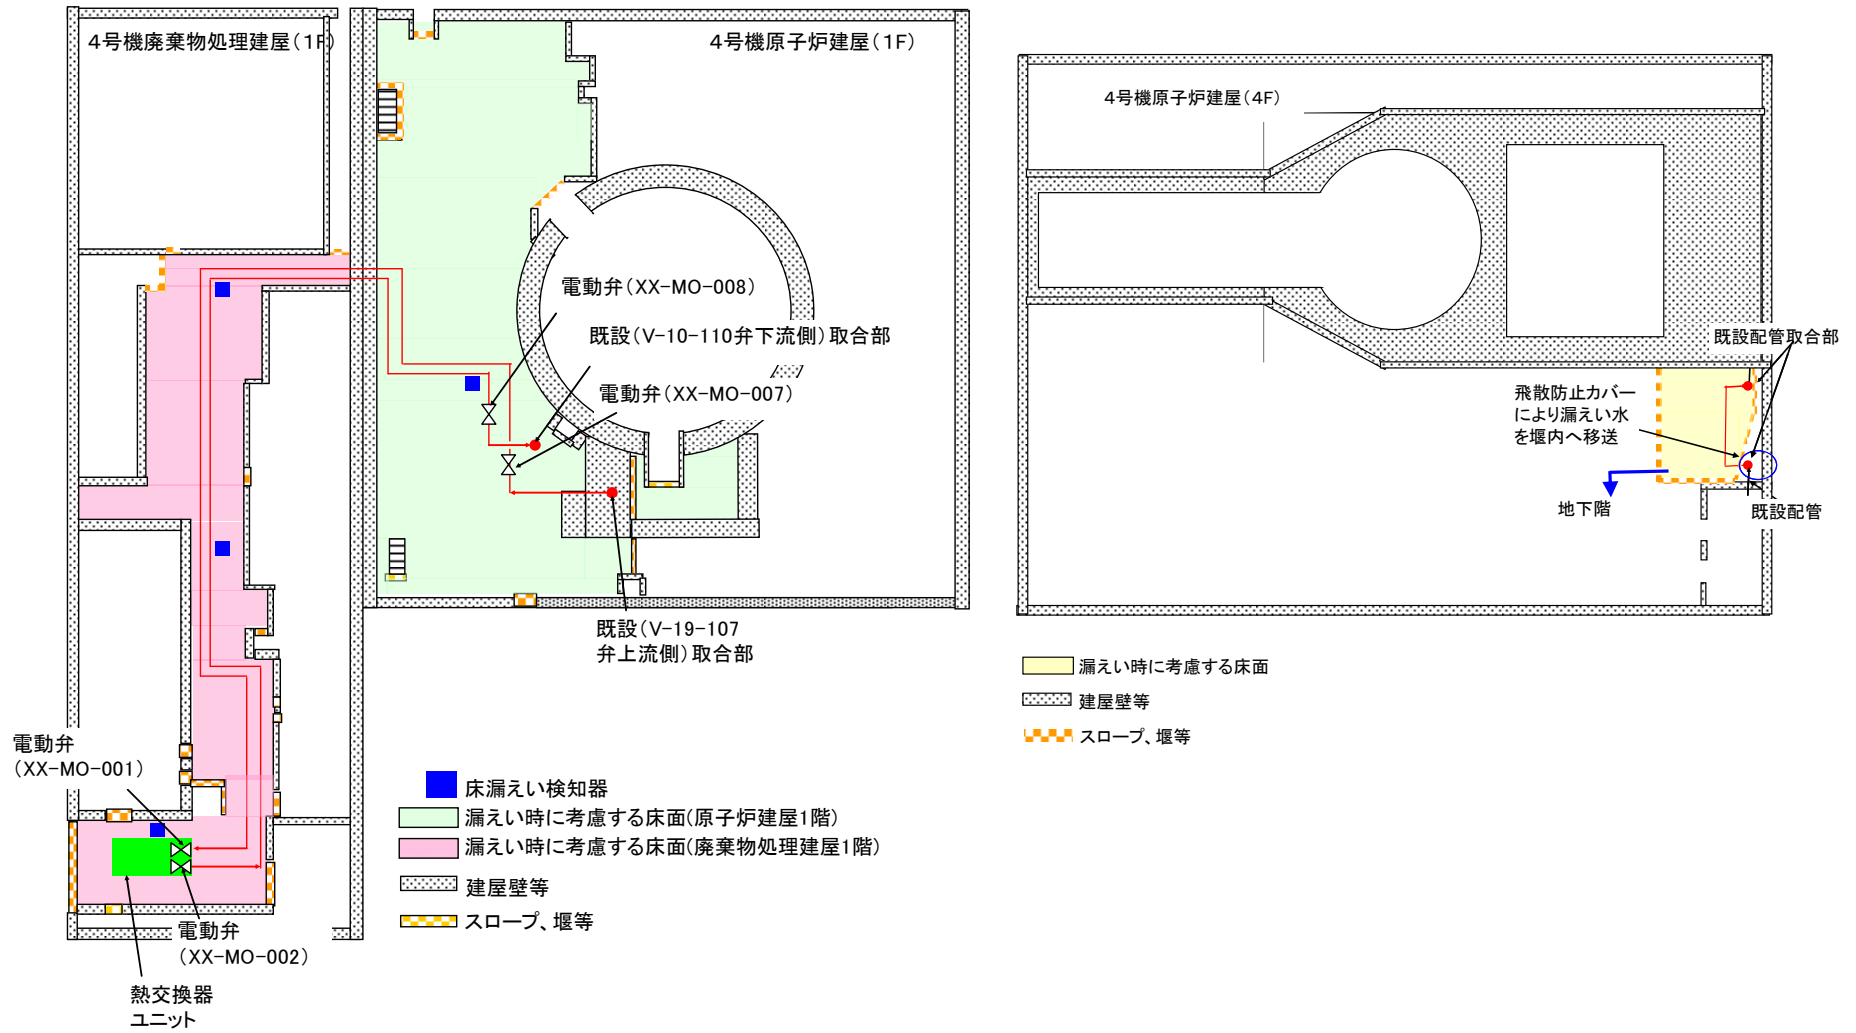 4号機廃棄物処理建屋(1F)
4号機原子炉建屋(1F)
電動弁(XX-MO-008)
既設(V-10-110弁下流側)取合部
電動弁(XX-MO-007)
既設(V-19-107
弁上流側)取合部
電動弁
(XX-MO-001)
電動弁
(XX-MO-002)
熱交換器
ユニット
床漏えい検知器
漏えい時に考慮する床面(原子炉建屋1階)
漏えい時に考慮する床面(廃棄物処理建屋1階)
建屋壁等
スロープ、堰等
4号機原子炉建屋(4F)
既設配管取合部
飛散防止カバー
により漏えい水
を堰内へ移送
地下階
既設配管
漏えい時に考慮する床面
建屋壁等
スロープ、堰等